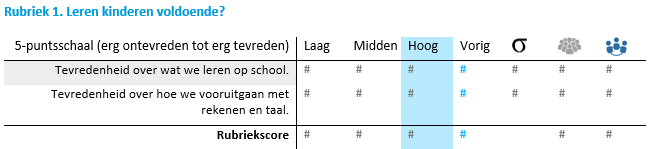 Rubriek 1. Leren kinderen voldoende?
5-puntsschaal (erg ontevreden tot erg tevreden) Laag Midden Hoog Vorig σ
Tevredenheid over wat we leren op school. # # # # # # #
Tevredenheid over hoe we vooruitgaan met # # # # # # #
rekenen en taal.
Rubriekscore # # # # # #